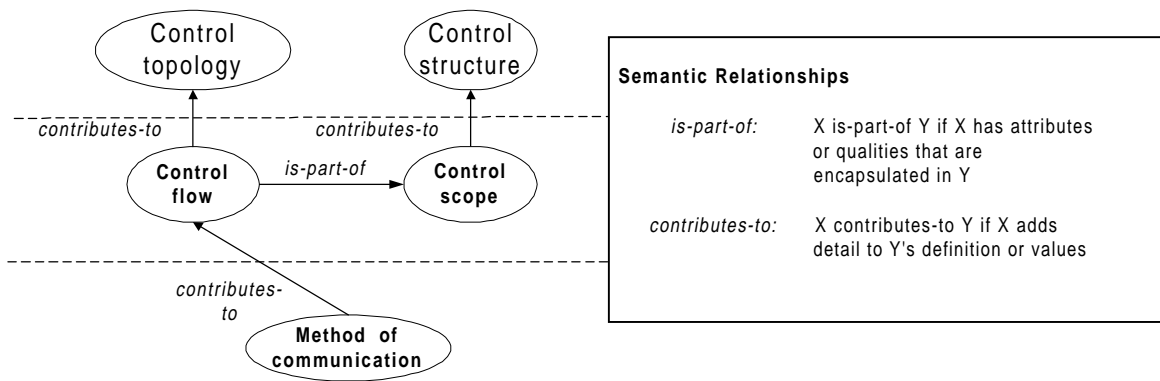 Control
topology
Control
structure
contributes-to
contributes-to
Control
flow
is-part-of
Control
scope
contributes-
to
Method of
communication
Semantic Relationships
is-part-of: X is-part-of Y if X has attributes
or qualities that are
encapsulated in Y
contributes-to: X contributes-to Y if X adds
detail to Y's definition or values